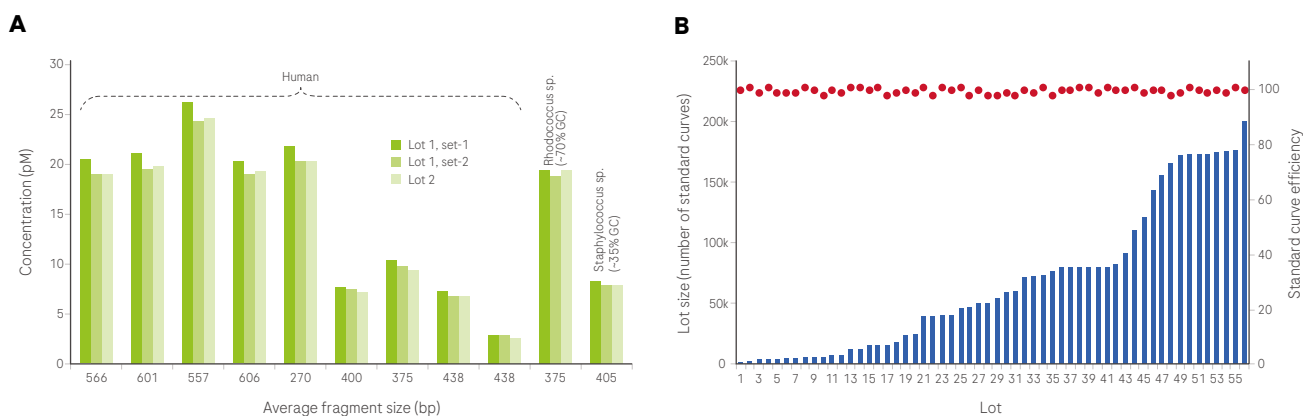 A
30
25
20
15
10
5
0
Concentration (pM)
Human
Lot 1, set-1
Lot 1, set-2
Lot 2
Rhodococcus sp.
(~70% GC)
Staphylococcus sp.
(~35% GC)
566 601 557 606 270 400 375 438 438 375 405
Average fragment size (bp)
B
250k
200k
150k
100k
50k
0
Lot size (number of standard curves)
100
80
60
40
20
0
Standard curve efficiency
1 3 5 7 9 11 13 15 17 19 21 23 25 27 29 31 33 35 37 39 41 43 45 47 49 51 53 55
Lot